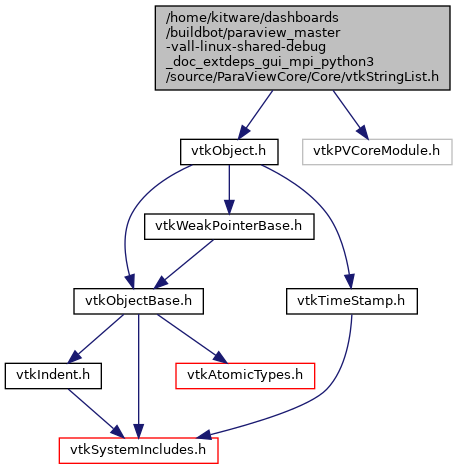 /home/kitware/dashboards
/buildbot/paraview_master
-vall-linux-shared-debug
_doc_extdeps_gui_mpi_python3
/source/ParaViewCore/Core/vtkStringList.h
vtkObject.h
vtkPVCoreModule.h
vtkWeakPointerBase.h
vtkObjectBase.h
vtkTimeStamp.h
vtkIndent.h
vtkAtomicTypes.h
vtkSystemIncludes.h